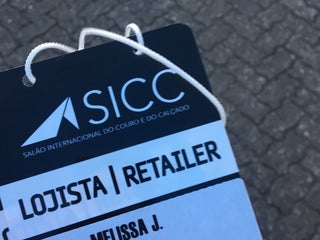 SICC
SALÃO INTERNACIONAL DO COURO E DO CALÇADO
LOJISTA | RETAILER
MELISSA J.